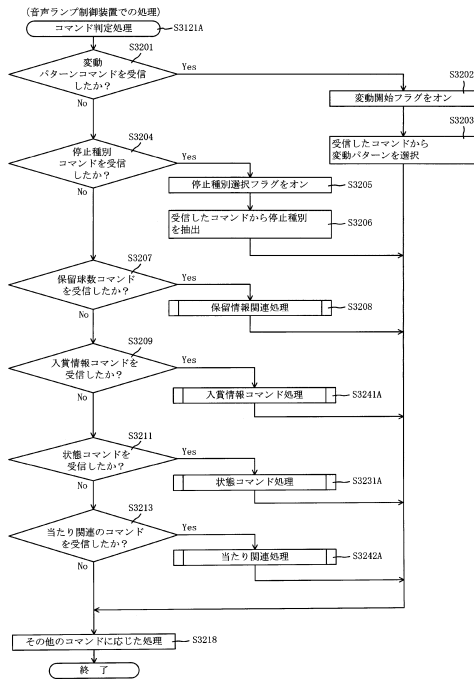 (音声ランプ制御装置での処理)
コマンド判定処理
S3121A
S3201
変動
パターンコマンドを受信
したか？
Yes
No
S3202
変動開始フラグをオン
S3203
受信したコマンドから
変動パターンを選択
S3204
停止種別
コマンドを受信
したか？
Yes
No
停止種別選択フラグをオン
S3205
受信したコマンドから停止種別
を抽出
S3206
S3207
保留球数コマンド
を受信したか？
Yes
No
保留情報関連処理
S3208
S3209
入賞情報コマンドを
受信したか？
Yes
No
入賞情報コマンド処理
S3241A
S3211
状態コマンドを
受信したか？
Yes
No
状態コマンド処理
S3231A
S3213
当たり関連のコマンド
を受信したか？
Yes
No
当たり関連処理
S3242A
その他のコマンドに応じた処理
S3218
終了